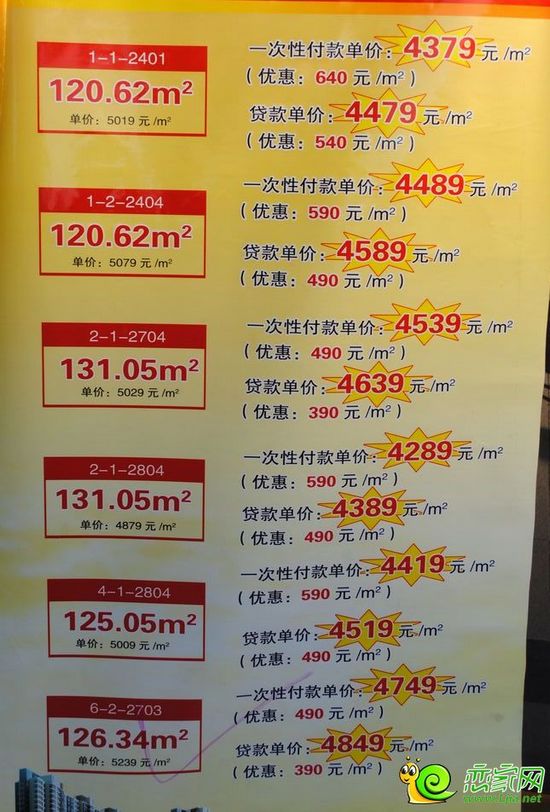 1-1-2401
120.62m²
单价：5019 元 /m²
一次性付款单价：4379 元 /m²
（优惠：640 元 /m²）
贷款单价：4479 元 /m²
（优惠：540 元 /m²）
1-2-2404
120.62m²
单价：5079 元 /m²
一次性付款单价：4489 元 /m²
（优惠：590 元 /m²）
贷款单价：4589 元 /m²
（优惠：490 元 /m²）
2-1-2704
131.05m²
单价：5029 元 /m²
一次性付款单价：4539 元 /m²
（优惠：490 元 /m²）
贷款单价：4639 元 /m²
（优惠：390 元 /m²）
2-1-2804
131.05m²
单价：4879 元 /m²
一次性付款单价：4289 元 /m²
（优惠：590 元 /m²）
贷款单价：4389 元 /m²
（优惠：490 元 /m²）
4-1-2804
125.05m²
单价：5009 元 /m²
一次性付款单价：4419 元 /m²
（优惠：590 元 /m²）
贷款单价：4519 元 /m²
（优惠：490 元 /m²）
6-2-2703
126.34m²
单价：5239 元 /m²
一次性付款单价：4749 元 /m²
（优惠：490 元 /m²）
贷款单价：4849 元 /m²
（优惠：390 元 /m²）
恋家网
www.Ljia.net